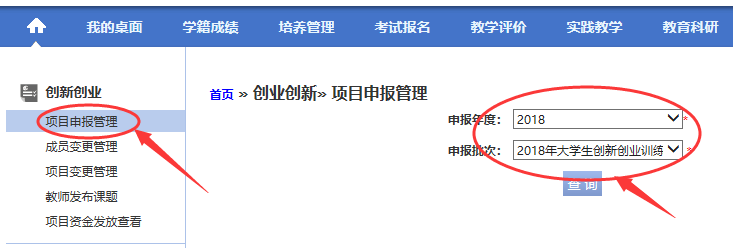 我的桌面 学籍成绩 培养管理 考试报名 教学评价 实践教学 教育科研
创新创业
项目申报管理
成员变更管理
项目变更管理
教师发布课题
项目资金发放查看
首页 » 创业创新» 项目申报管理
申报年度： 2018 *
申报批次： 2018年大学生创新创业训练 *
查 询